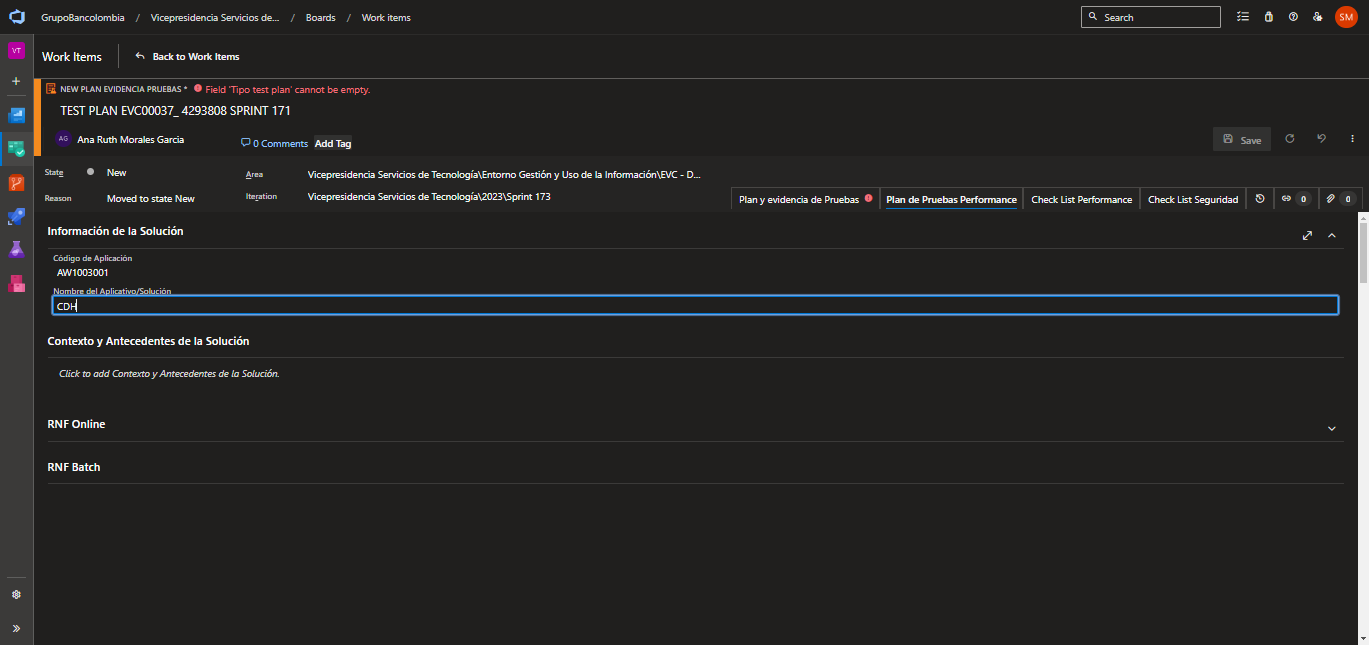 GrupoBancolombia / Vicepresidencia Servicios de... / Boards / Work items
Search
SM
VT
Work Items
Back to Work Items
NEW PLAN EVIDENCIA PRUEBAS * Field 'Tipo test plan' cannot be empty.
TEST PLAN EVC00037_ 4293808 SPRINT 171
AG Ana Ruth Morales Garcia
0 Comments
Add Tag
Save
State New
Area Vicepresidencia Servicios de Tecnología\Entorno Gestión y Uso de la Información\EVC - D...
Reason Moved to state New
Iteration Vicepresidencia Servicios de Tecnología\2023\Sprint 173
Plan y evidencia de Pruebas
Plan de Pruebas Performance
Check List Performance
Check List Seguridad
0
0
Información de la Solución
Código de Aplicación
AW1003001
Nombre del Aplicativo/Solución
CDH
Contexto y Antecedentes de la Solución
Click to add Contexto y Antecedentes de la Solución.
RNF Online
RNF Batch